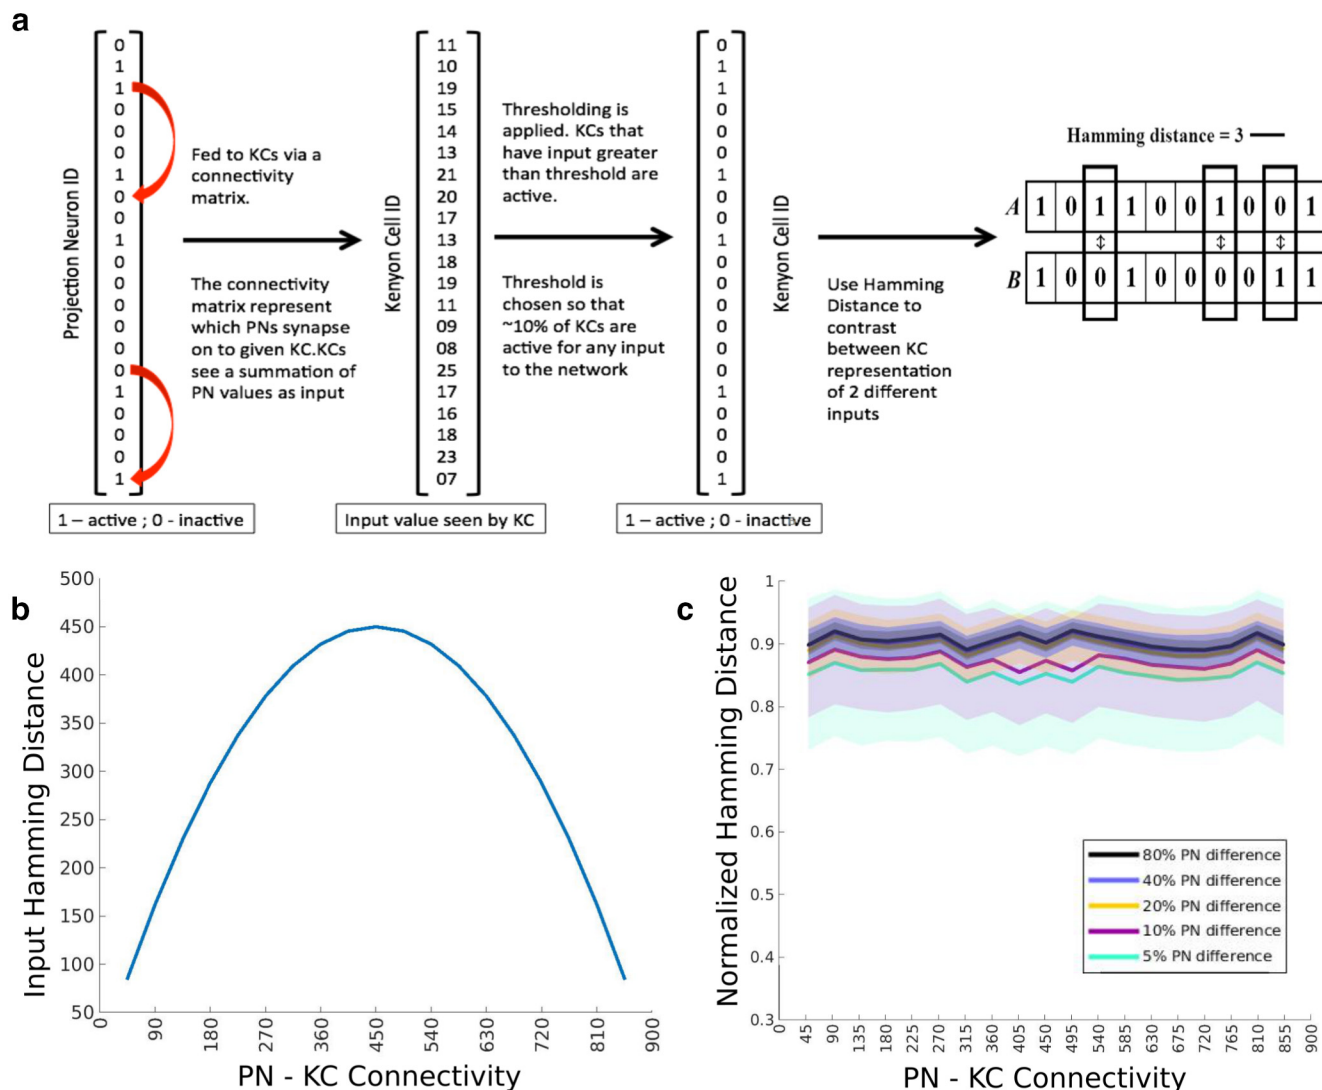 a
Projection Neuron ID
0
1
1
0
0
0
1
0
0
1
0
0
0
0
0
0
1
0
0
0
1
1 – active ; 0 - inactive
Fed to KCs via a
connectivity
matrix.
The connectivity
matrix represent
which PNs synapse
on to given KC.KCs
see a summation of
PN values as input
Kenyon Cell ID
11
10
19
15
14
13
21
20
17
13
18
19
11
09
08
25
17
16
18
23
07
Input value seen by KC
Thresholding is
applied. KCs that
have input greater
than threshold are
active.
Threshold is
chosen so that
~10% of KCs are
active for any input
to the network
0
1
1
0
0
0
1
0
0
1
0
0
0
0
0
0
1
0
0
0
1
1 – active ; 0 - inactive
Kenyon Cell ID
Use Hamming
Distance to
contrast
between KC
representation
of 2 different
inputs
Hamming distance = 3
A 1 0 1 1 0 0 1 0 0 1
B 1 0 0 1 0 0 0 0 1 1
b
Input Hamming Distance
500
450
400
350
300
250
200
150
100
50
0 90 180 270 360 450 540 630 720 810 900
PN - KC Connectivity
c
Normalized Hamming Distance
1
0.9
0.8
0.7
0.6
0.5
0.4
0.3
80% PN difference
40% PN difference
20% PN difference
10% PN difference
5% PN difference
0 45 90 135 180 225 270 315 360 405 450 495 540 585 630 675 720 765 810 855 900
PN - KC Connectivity